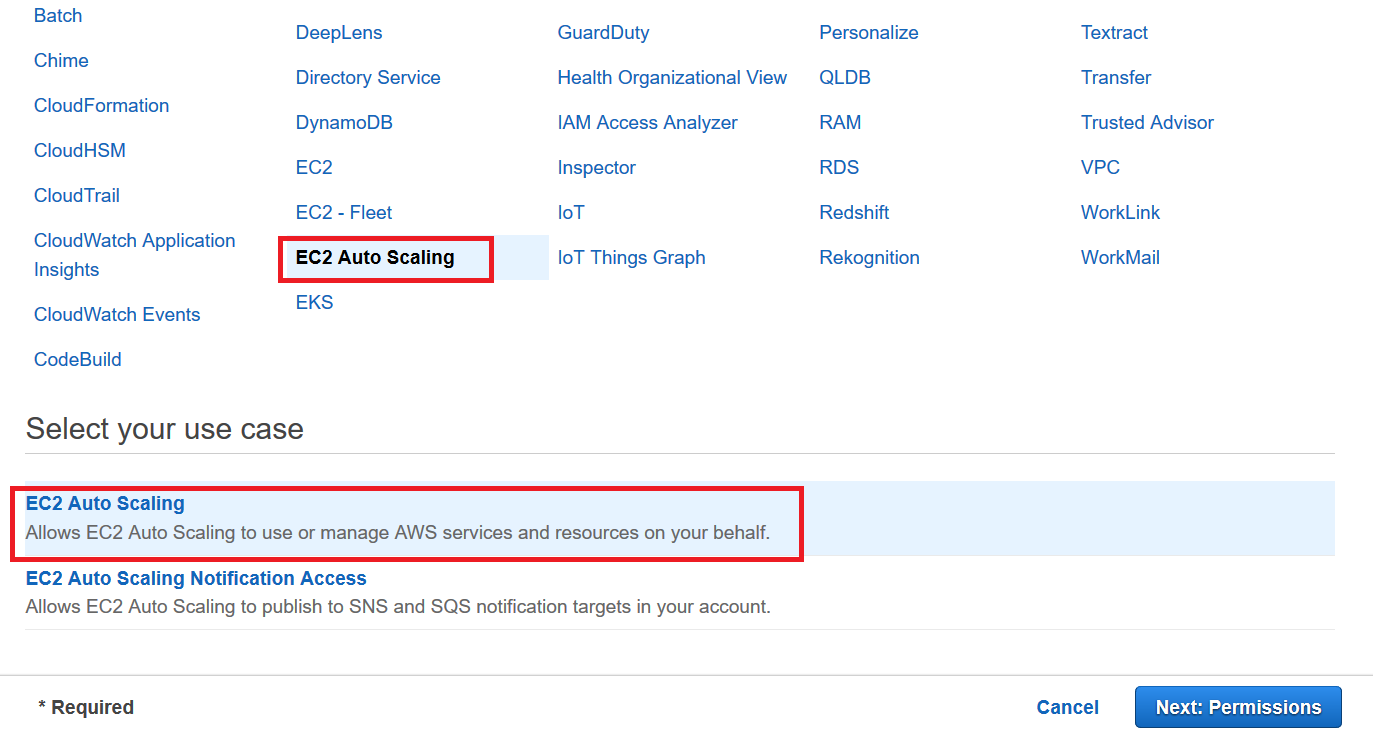 Batch
Chime
CloudFormation
CloudHSM
CloudTrail
CloudWatch Application
Insights
CloudWatch Events
CodeBuild
DeepLens
Directory Service
DynamoDB
EC2
EC2 - Fleet
EC2 Auto Scaling
EKS
GuardDuty
Health Organizational View
IAM Access Analyzer
Inspector
IoT
IoT Things Graph
Personalize
QLDB
RAM
RDS
Redshift
Rekognition
Textract
Transfer
Trusted Advisor
VPC
WorkLink
WorkMail
Select your use case
EC2 Auto Scaling
Allows EC2 Auto Scaling to use or manage AWS services and resources on your behalf.
EC2 Auto Scaling Notification Access
Allows EC2 Auto Scaling to publish to SNS and SQS notification targets in your account.
* Required
Cancel
Next: Permissions